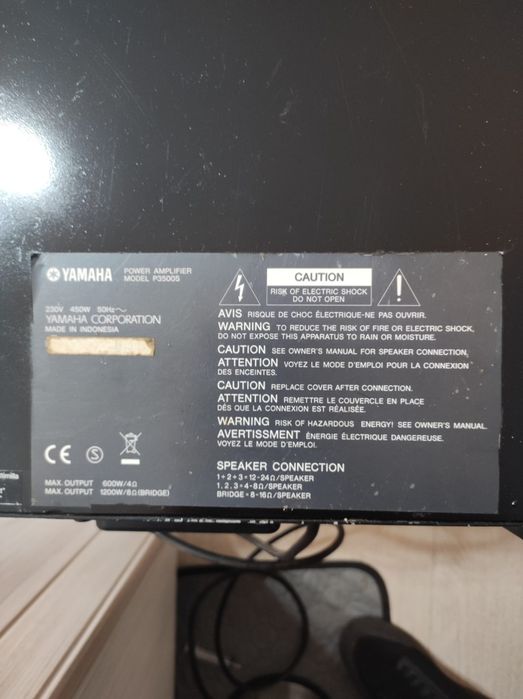 YAMAHA
POWER AMPLIFIER
MODEL P3500S
230V 450W 50Hz～
YAMAHA CORPORATION
MADE IN INDONESIA
MAX. OUTPUT 600W/4Ω
MAX. OUTPUT 1200W/8Ω (BRIDGE)
CAUTION
RISK OF ELECTRIC SHOCK
DO NOT OPEN
AVIS RISQUE DE CHOC ÉLECTRIQUE-NE PAS OUVRIR.
WARNING TO REDUCE THE RISK OF FIRE OR ELECTRIC SHOCK,
DO NOT EXPOSE THIS APPARATUS TO RAIN OR MOISTURE.
CAUTION SEE OWNER'S MANUAL FOR SPEAKER CONNECTION,
ATTENTION VOYEZ LE MODE D'EMPLOI POUR LA CONNEXION
DES ENCEINTES.
CAUTION REPLACE COVER AFTER CONNECTION.
ATTENTION REMETTRE LE COUVERCLE EN PLACE
DÈS QUE LA CONNEXION EST RÉALISÉE.
WARNING RISK OF HAZARDOUS ENERGY! SEE OWNER'S MANUAL.
AVERTISSEMENT ÉNERGIE ÉLECTRIQUE DANGEREUSE.
VOYEZ LE MODE D'EMPLOI.
SPEAKER CONNECTION
1+2+3=12-24Ω/SPEAKER
1, 2, 3=4-8Ω/SPEAKER
BRIDGE=8-16Ω/SPEAKER
CE S